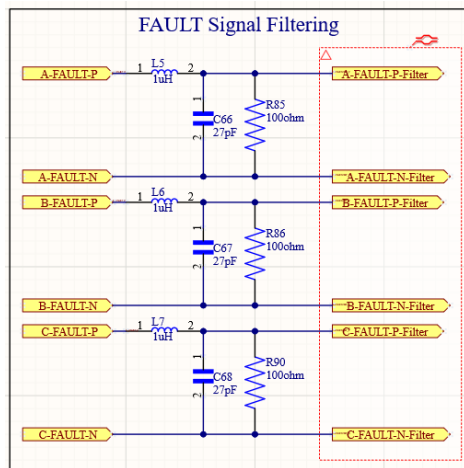 FAULT Signal Filtering
A-FAULT-P
1
L5
2
1uH
A-FAULT-P-Filter
1
C66
27pF
2
R85
100ohm
A-FAULT-N
A-FAULT-N-Filter
B-FAULT-P
1
L6
2
1uH
B-FAULT-P-Filter
1
C67
27pF
2
R86
100ohm
B-FAULT-N
B-FAULT-N-Filter
C-FAULT-P
1
L7
2
1uH
C-FAULT-P-Filter
1
C68
27pF
2
R90
100ohm
C-FAULT-N
C-FAULT-N-Filter